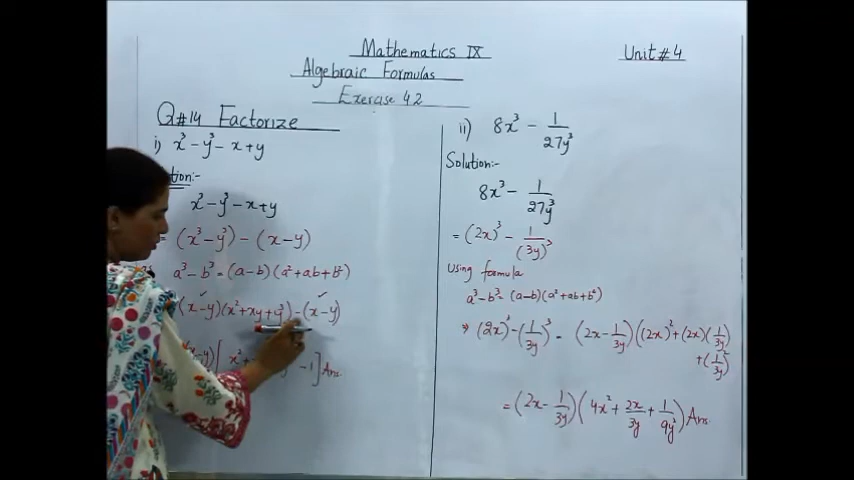 Mathematics IX
Unit # 4
Algebraic Formulas
Exercise 4.2
Q#14 Factorize
i) x³ - y³ - x + y
tion:-
x³ - y³ - x + y
= (x³ - y³) - (x - y)
a³ - b³ = (a - b)(a² + ab + b²)
(x - y)(x² + xy + y²) - (x - y)
(x - y)[x² + - 1] Ans.
ii) 8x³ - 1/27y³
Solution:-
8x³ - 1/27y³
= (2x)³ - 1/(3y)³
Using formula
a³ - b³ = (a - b)(a² + ab + b²)
⇒ (2x)³ - (1/3y)³ = (2x - 1/3y)((2x)² + (2x)(1/3y)
+ (1/3y)²
= (2x - 1/3y)(4x² + 2x/3y + 1/9y²) Ans.